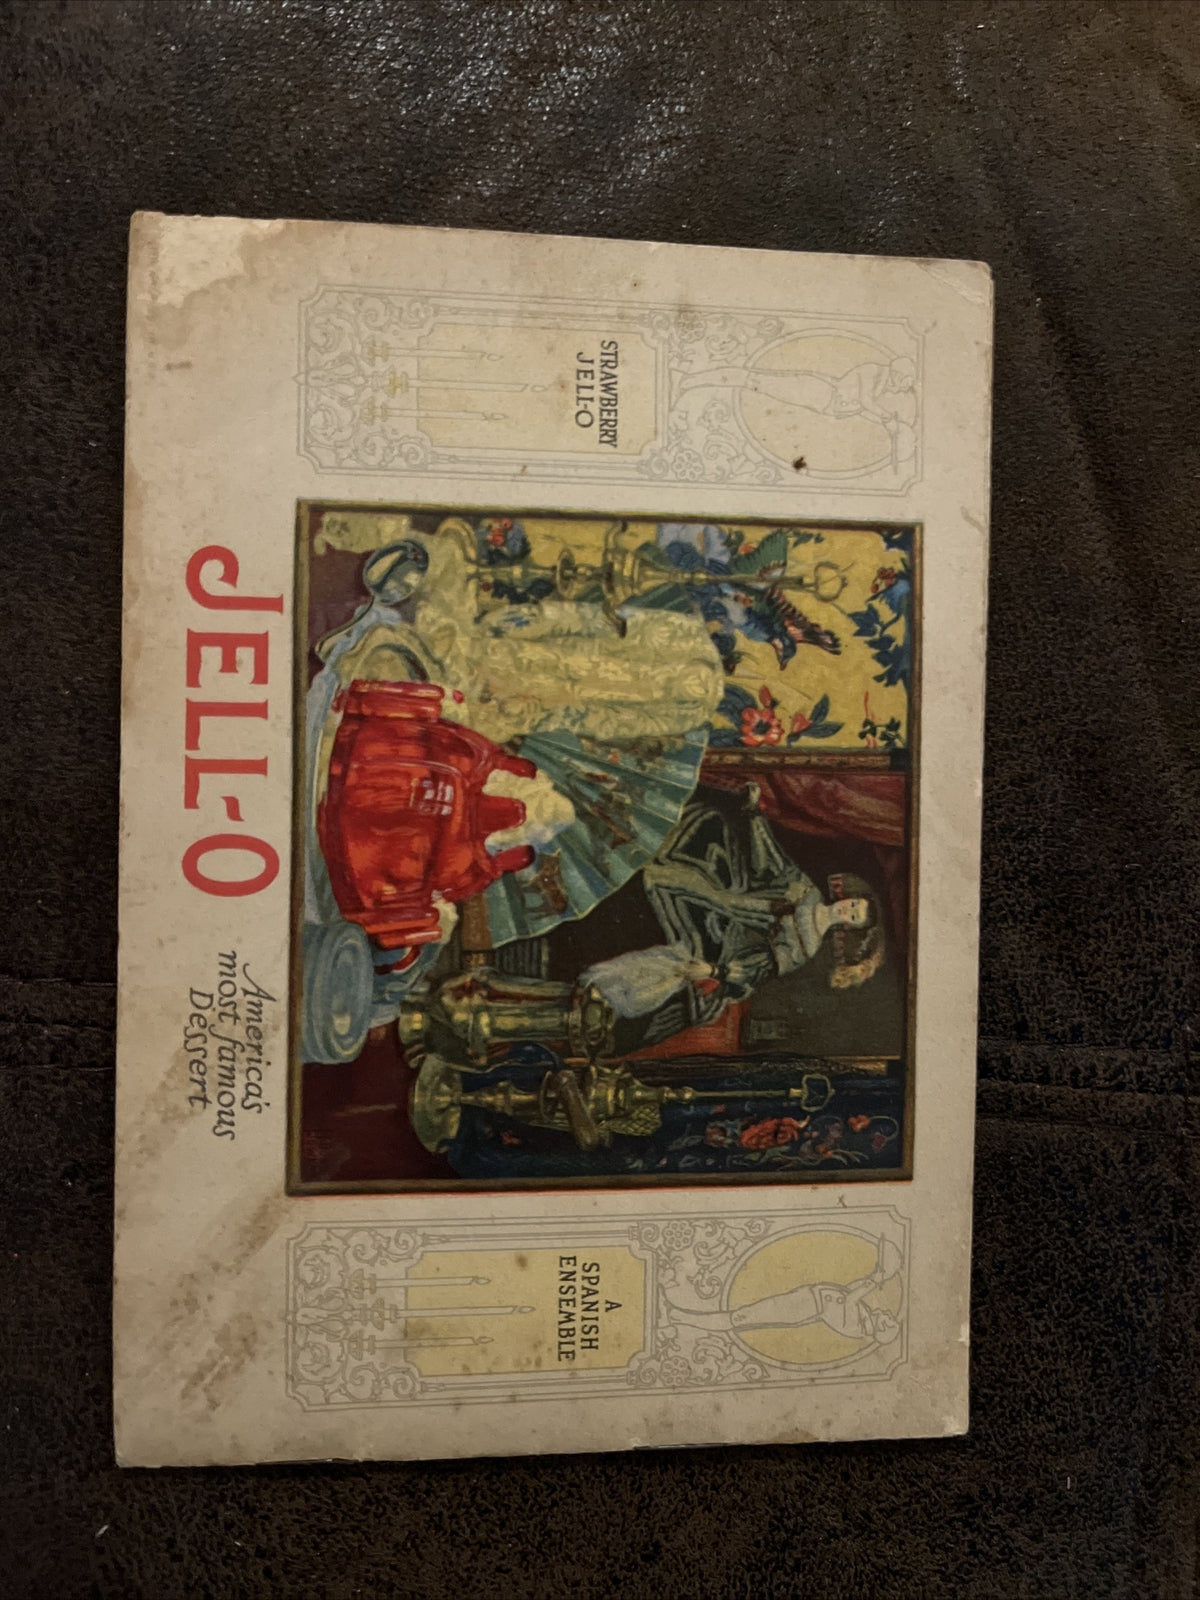 STRAWBERRY
JELL-O
A
SPANISH
ENSEMBLE
JELL-O
America's
most famous
Dessert